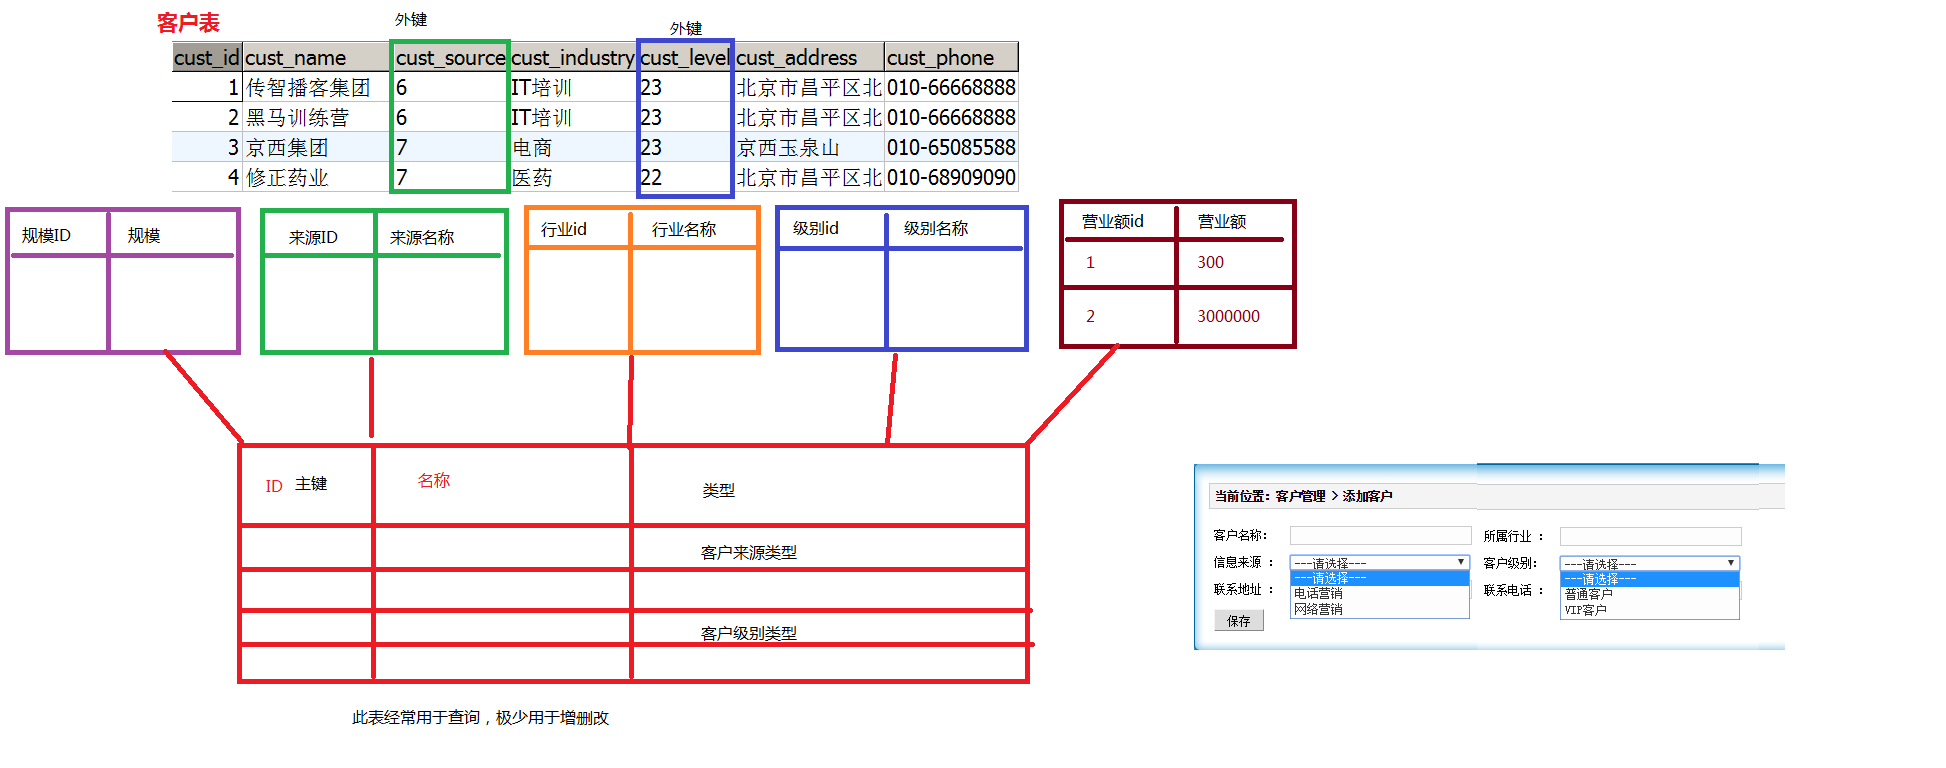 客户表
外键
外键
cust_id cust_name cust_source cust_industry cust_level cust_address cust_phone
1 传智播客集团 6 IT培训 23 北京市昌平区北 010-66668888
2 黑马训练营 6 IT培训 23 北京市昌平区北 010-66668888
3 京西集团 7 电商 23 京西玉泉山 010-65085588
4 修正药业 7 医药 22 北京市昌平区北 010-68909090
规模ID 规模
来源ID 来源名称
行业id 行业名称
级别id 级别名称
营业额id 营业额
1 300
2 3000000
ID 主键 名称 类型
客户来源类型
客户级别类型
此表经常用于查询，极少用于增删改
当前位置：客户管理 > 添加客户
客户名称： 所属行业 ：
信息来源 ： ---请选择--- 客户级别： ---请选择---
---请选择--- ---请选择---
联系地址 ： 电话营销 联系电话 ： 普通客户
网络营销 VIP客户
保存